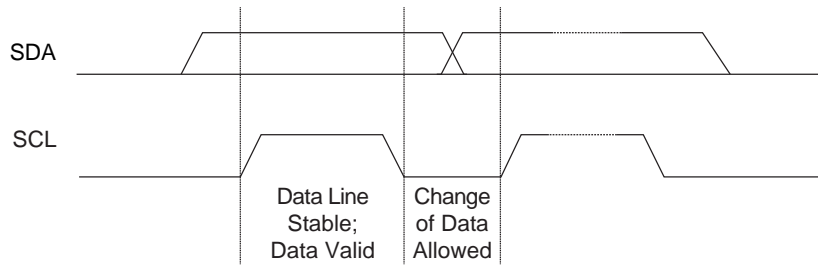 SDA
SCL
Data Line
Stable;
Data Valid
Change
of Data
Allowed